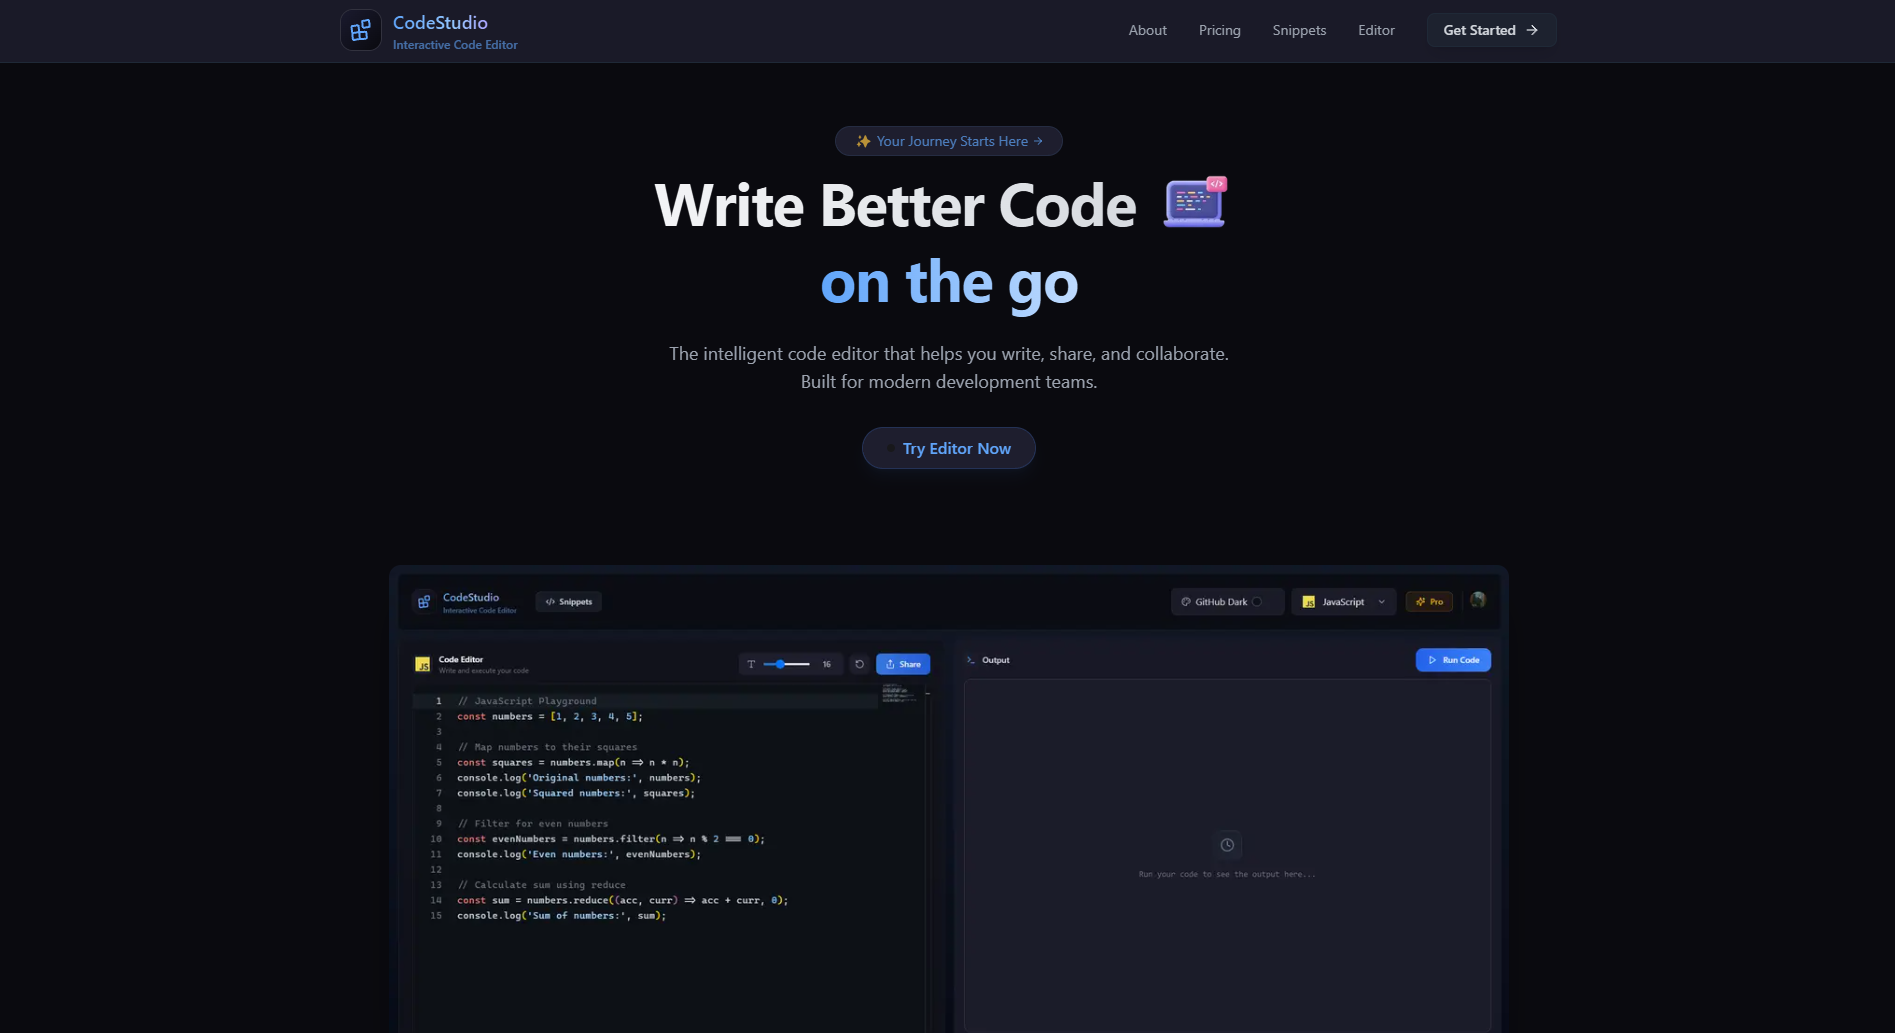 CodeStudio
Interactive Code Editor
About
Pricing
Snippets
Editor
Get Started →
✨ Your Journey Starts Here →
Write Better Code
on the go
The intelligent code editor that helps you write, share, and collaborate.
Built for modern development teams.
Try Editor Now
CodeStudio
Interactive Code Editor
</> Snippets
GitHub Dark
JS JavaScript
Pro
JS
Code Editor
Write and execute your code
T
16
Share
1 // JavaScript Playground
2 const numbers = [1, 2, 3, 4, 5];
3
4 // Map numbers to their squares
5 const squares = numbers.map(n => n * n);
6 console.log('Original numbers:', numbers);
7 console.log('Squared numbers:', squares);
8
9 // Filter for even numbers
10 const evenNumbers = numbers.filter(n => n % 2 === 0);
11 console.log('Even numbers:', evenNumbers);
12
13 // Calculate sum using reduce
14 const sum = numbers.reduce((acc, curr) => acc + curr, 0);
15 console.log('Sum of numbers:', sum);
Output
Run Code
Run your code to see the output here...